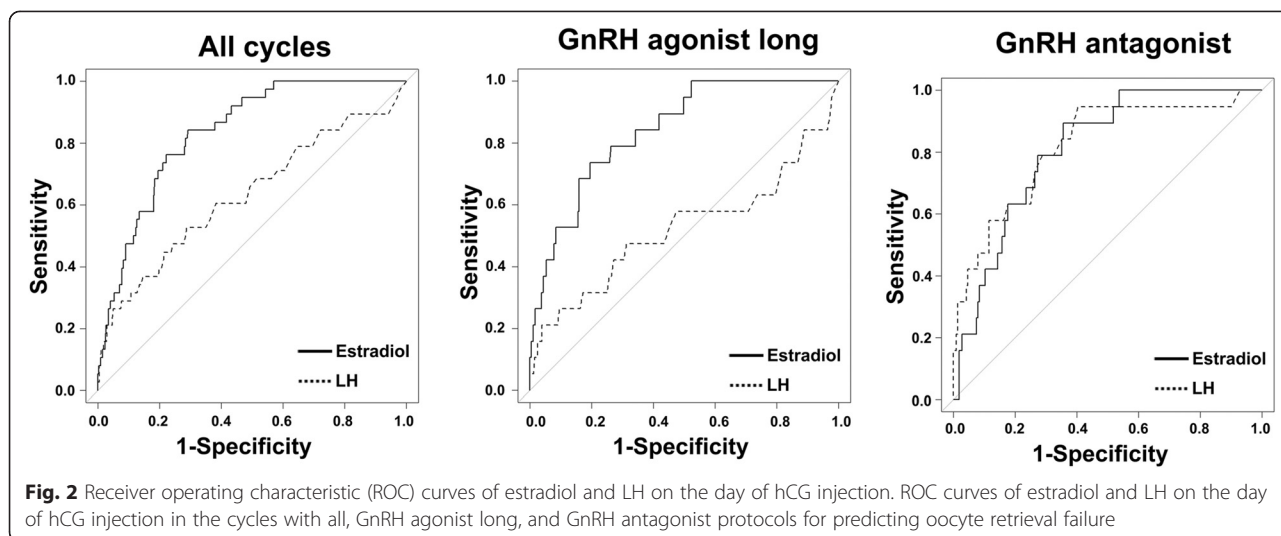 All cycles
Sensitivity
1.0
0.8
0.6
0.4
0.2
0.0
Estradiol
LH
0.0 0.2 0.4 0.6 0.8 1.0
1-Specificity
GnRH agonist long
Sensitivity
1.0
0.8
0.6
0.4
0.2
0.0
Estradiol
LH
0.0 0.2 0.4 0.6 0.8 1.0
1-Specificity
GnRH antagonist
Sensitivity
1.0
0.8
0.6
0.4
0.2
0.0
Estradiol
LH
0.0 0.2 0.4 0.6 0.8 1.0
1-Specificity
Fig. 2 Receiver operating characteristic (ROC) curves of estradiol and LH on the day of hCG injection. ROC curves of estradiol and LH on the day
of hCG injection in the cycles with all, GnRH agonist long, and GnRH antagonist protocols for predicting oocyte retrieval failure